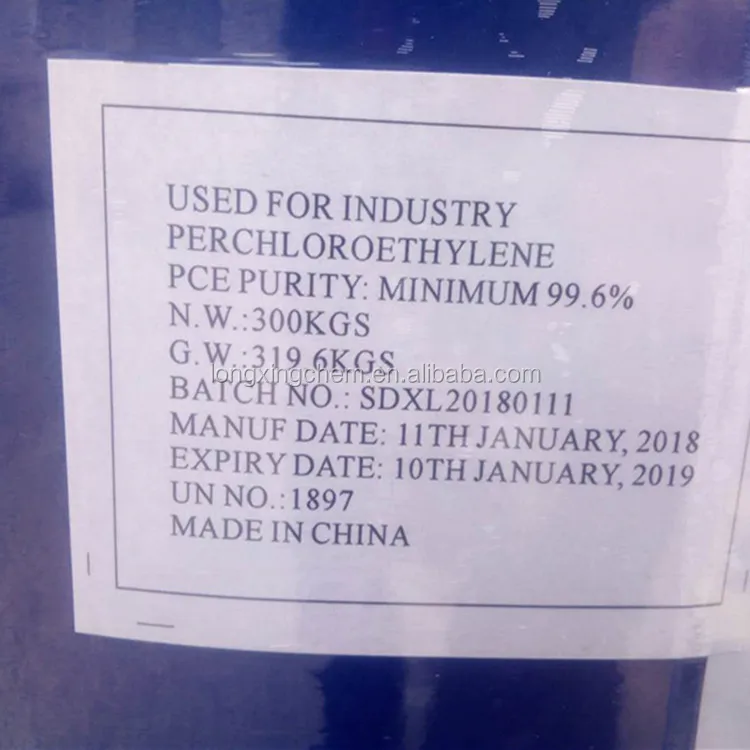 USED FOR INDUSTRY
PERCHLOROETHYLENE
PCE PURITY: MINIMUM 99.6%
N.W.:300KGS
G.W.:319.6KGS
longxingchem.en.alibaba.com
BATCH NO.: SDXL20180111
MANUF DATE: 11TH JANUARY, 2018
EXPIRY DATE: 10TH JANUARY, 2019
UN NO.:1897
MADE IN CHINA